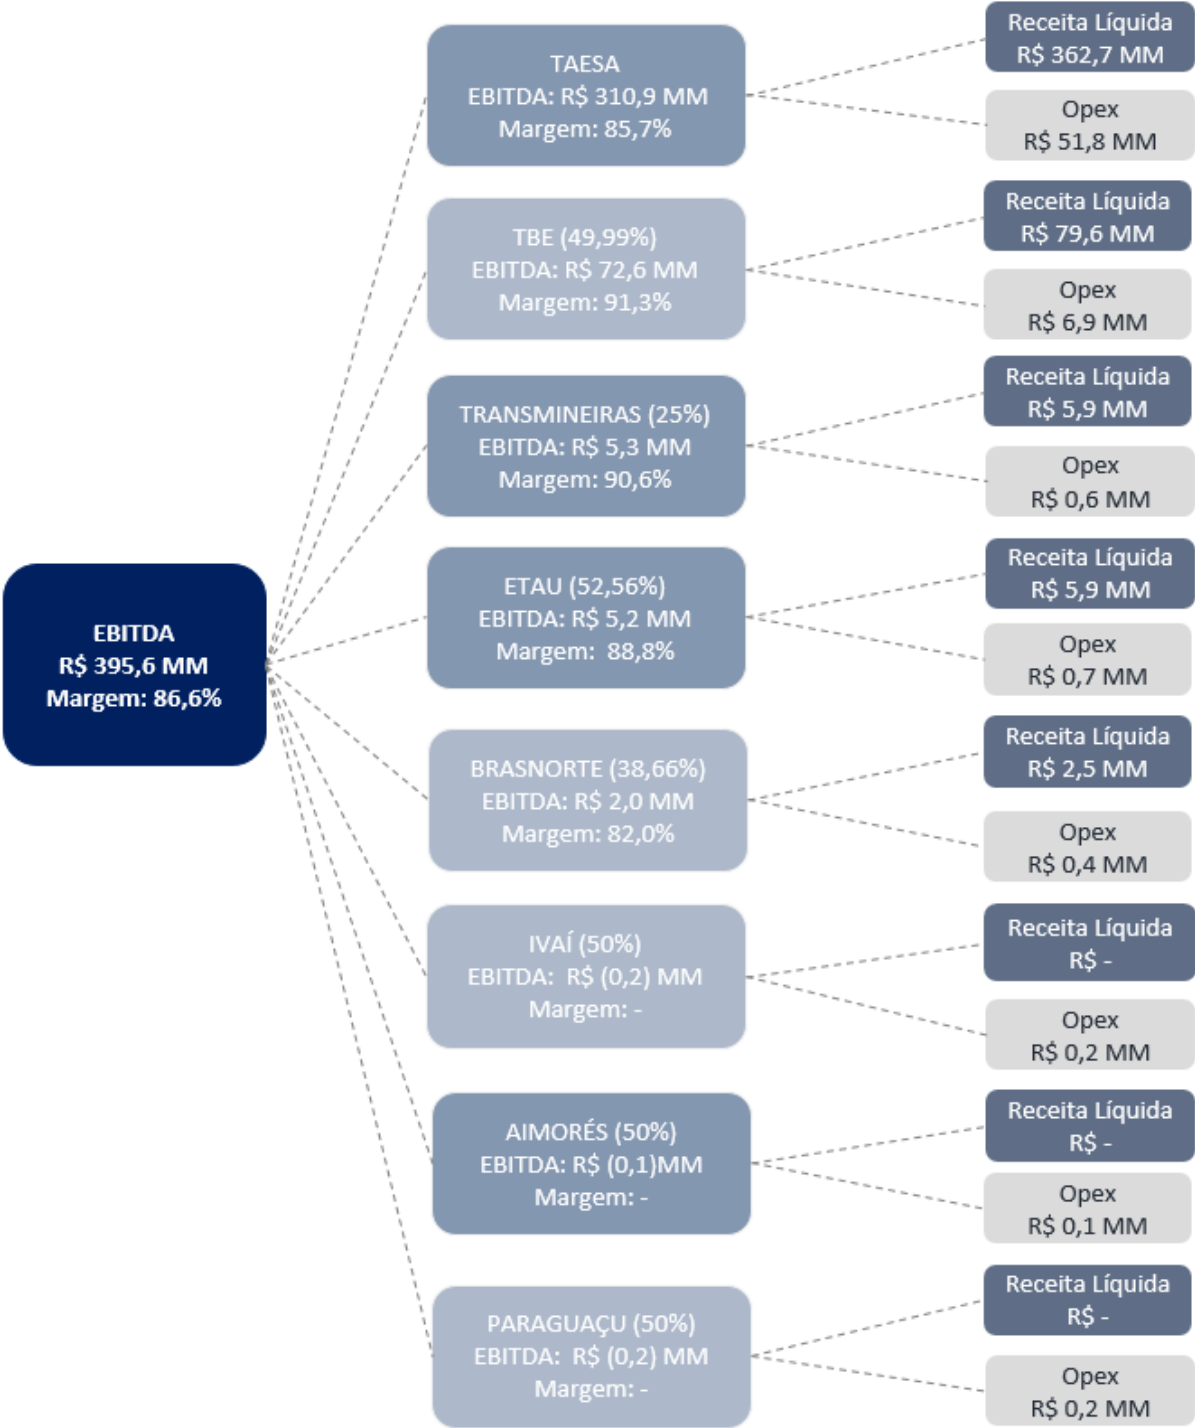 EBITDA
R$ 395,6 MM
Margem: 86,6%
TAESA
EBITDA: R$ 310,9 MM
Margem: 85,7%
Receita Líquida
R$ 362,7 MM
Opex
R$ 51,8 MM
TBE (49,99%)
EBITDA: R$ 72,6 MM
Margem: 91,3%
Receita Líquida
R$ 79,6 MM
Opex
R$ 6,9 MM
TRANSMINEIRAS (25%)
EBITDA: R$ 5,3 MM
Margem: 90,6%
Receita Líquida
R$ 5,9 MM
Opex
R$ 0,6 MM
ETAU (52,56%)
EBITDA: R$ 5,2 MM
Margem:  88,8%
Receita Líquida
R$ 5,9 MM
Opex
R$ 0,7 MM
BRASNORTE (38,66%)
EBITDA: R$ 2,0 MM
Margem: 82,0%
Receita Líquida
R$ 2,5 MM
Opex
R$ 0,4 MM
IVAÍ (50%)
EBITDA:  R$ (0,2) MM
Margem: -
Receita Líquida
R$ -
Opex
R$ 0,2 MM
AIMORÉS (50%)
EBITDA: R$ (0,1)MM
Margem: -
Receita Líquida
R$ -
Opex
R$ 0,1 MM
PARAGUAÇU (50%)
EBITDA:  R$ (0,2) MM
Margem: -
Receita Líquida
R$ -
Opex
R$ 0,2 MM